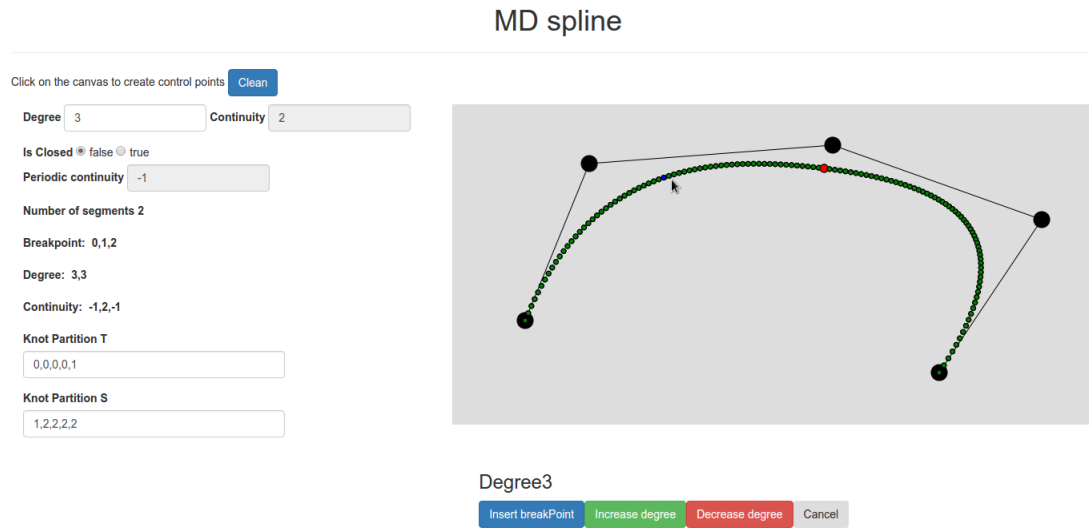 MD spline
Click on the canvas to create control points Clean
Degree 3 Continuity 2
Is Closed false true
Periodic continuity -1
Number of segments 2
Breakpoint: 0,1,2
Degree: 3,3
Continuity: -1,2,-1
Knot Partition T
0,0,0,0,1
Knot Partition S
1,2,2,2,2
Degree3
Insert breakPoint Increase degree Decrease degree Cancel